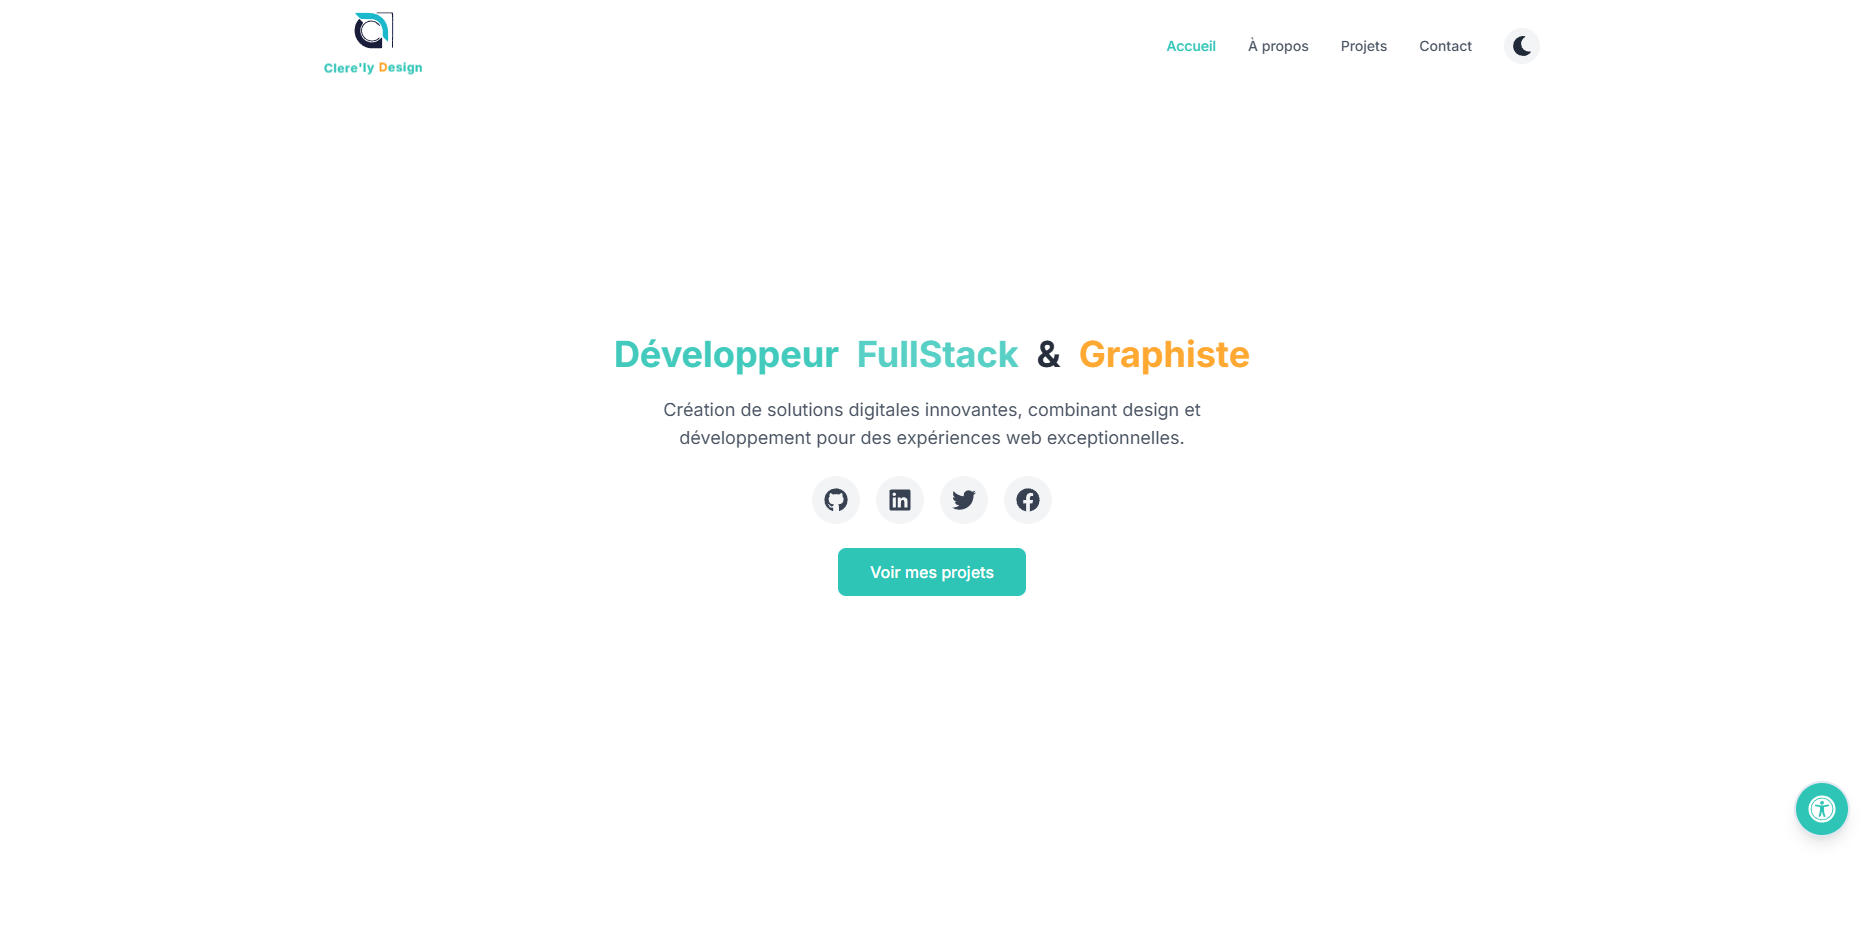 Clere'ly Design
Accueil
À propos
Projets
Contact
Développeur FullStack & Graphiste
Création de solutions digitales innovantes, combinant design et
développement pour des expériences web exceptionnelles.
Voir mes projets